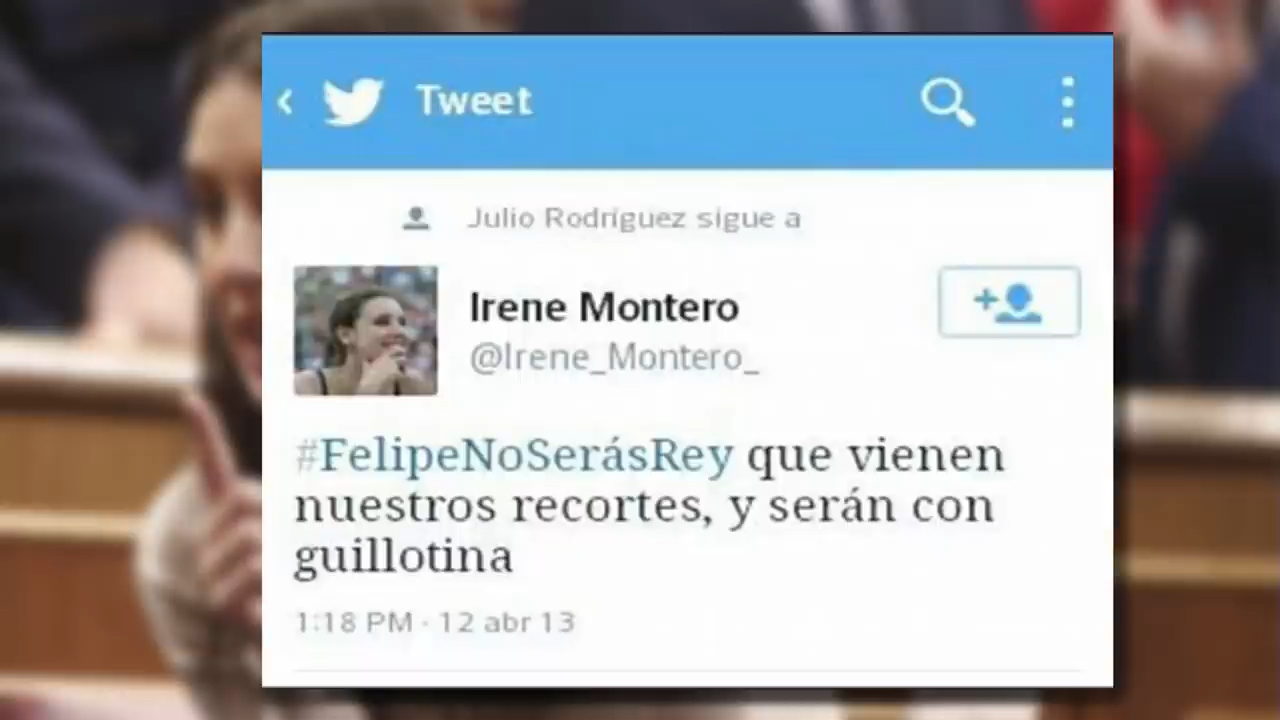 Tweet
Julio Rodríguez sigue a
Irene Montero
@Irene_Montero_
#FelipeNoSerásRey que vienen
nuestros recortes, y serán con
guillotina
1:18 PM · 12 abr 13